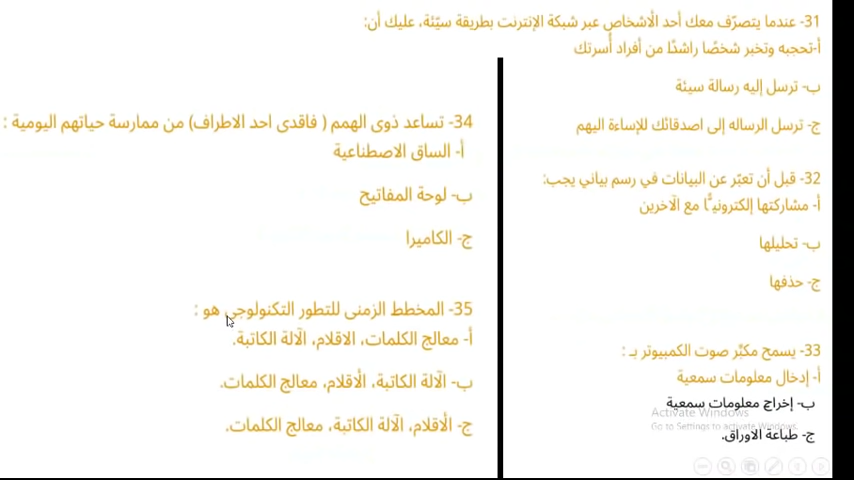 31- عندما يتصرّف معك أحد الأشخاص عبر شبكة الإنترنت بطريقة سيّئة، عليك أن:
أ-تحجبه وتخبر شخصًا راشدًا من أفراد أسرتك
ب- ترسل إليه رسالة سيئة
ج- ترسل الرساله إلى اصدقائك للإساءة اليهم
32- قبل أن تعبّر عن البيانات في رسم بياني يجب:
أ- مشاركتها إلكترونيًّا مع الآخرين
ب- تحليلها
ج- حذفها
33- يسمح مكبّر صوت الكمبيوتر بـ :
أ- إدخال معلومات سمعية
ب- إخراج معلومات سمعية
ج- طباعة الاوراق.
Activate Windows
Go to Settings to activate Windows.
34- تساعد ذوى الهمم ( فاقدى احد الاطراف) من ممارسة حياتهم اليومية :
أ- الساق الاصطناعية
ب- لوحة المفاتيح
ج- الكاميرا
35- المخطط الزمنى للتطور التكنولوجي هو :
أ- معالج الكلمات، الاقلام، الآلة الكاتبة.
ب- الآلة الكاتبة، الأقلام، معالج الكلمات.
ج- الأقلام، الآلة الكاتبة، معالج الكلمات.